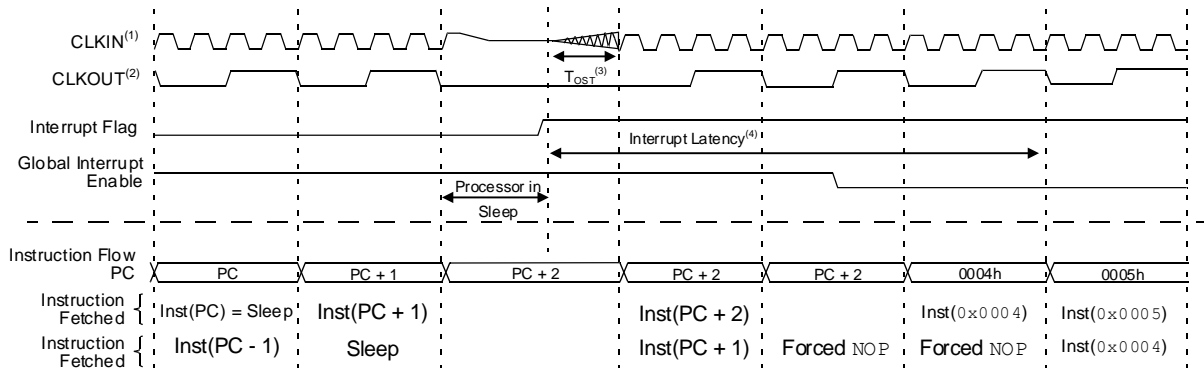 CLKIN(1)
CLKOUT(2)
TOST(3)
Interrupt Flag
Interrupt Latency(4)
Global Interrupt
Enable
Processor in
Sleep
Instruction Flow
PC
PC
PC + 1
PC + 2
PC + 2
PC + 2
0004h
0005h
Instruction
Fetched
Inst(PC) = Sleep
Inst(PC + 1)
Inst(PC + 2)
Inst(0x0004)
Inst(0x0005)
Instruction
Fetched
Inst(PC - 1)
Sleep
Inst(PC + 1)
Forced NOP
Forced NOP
Inst(0x0004)